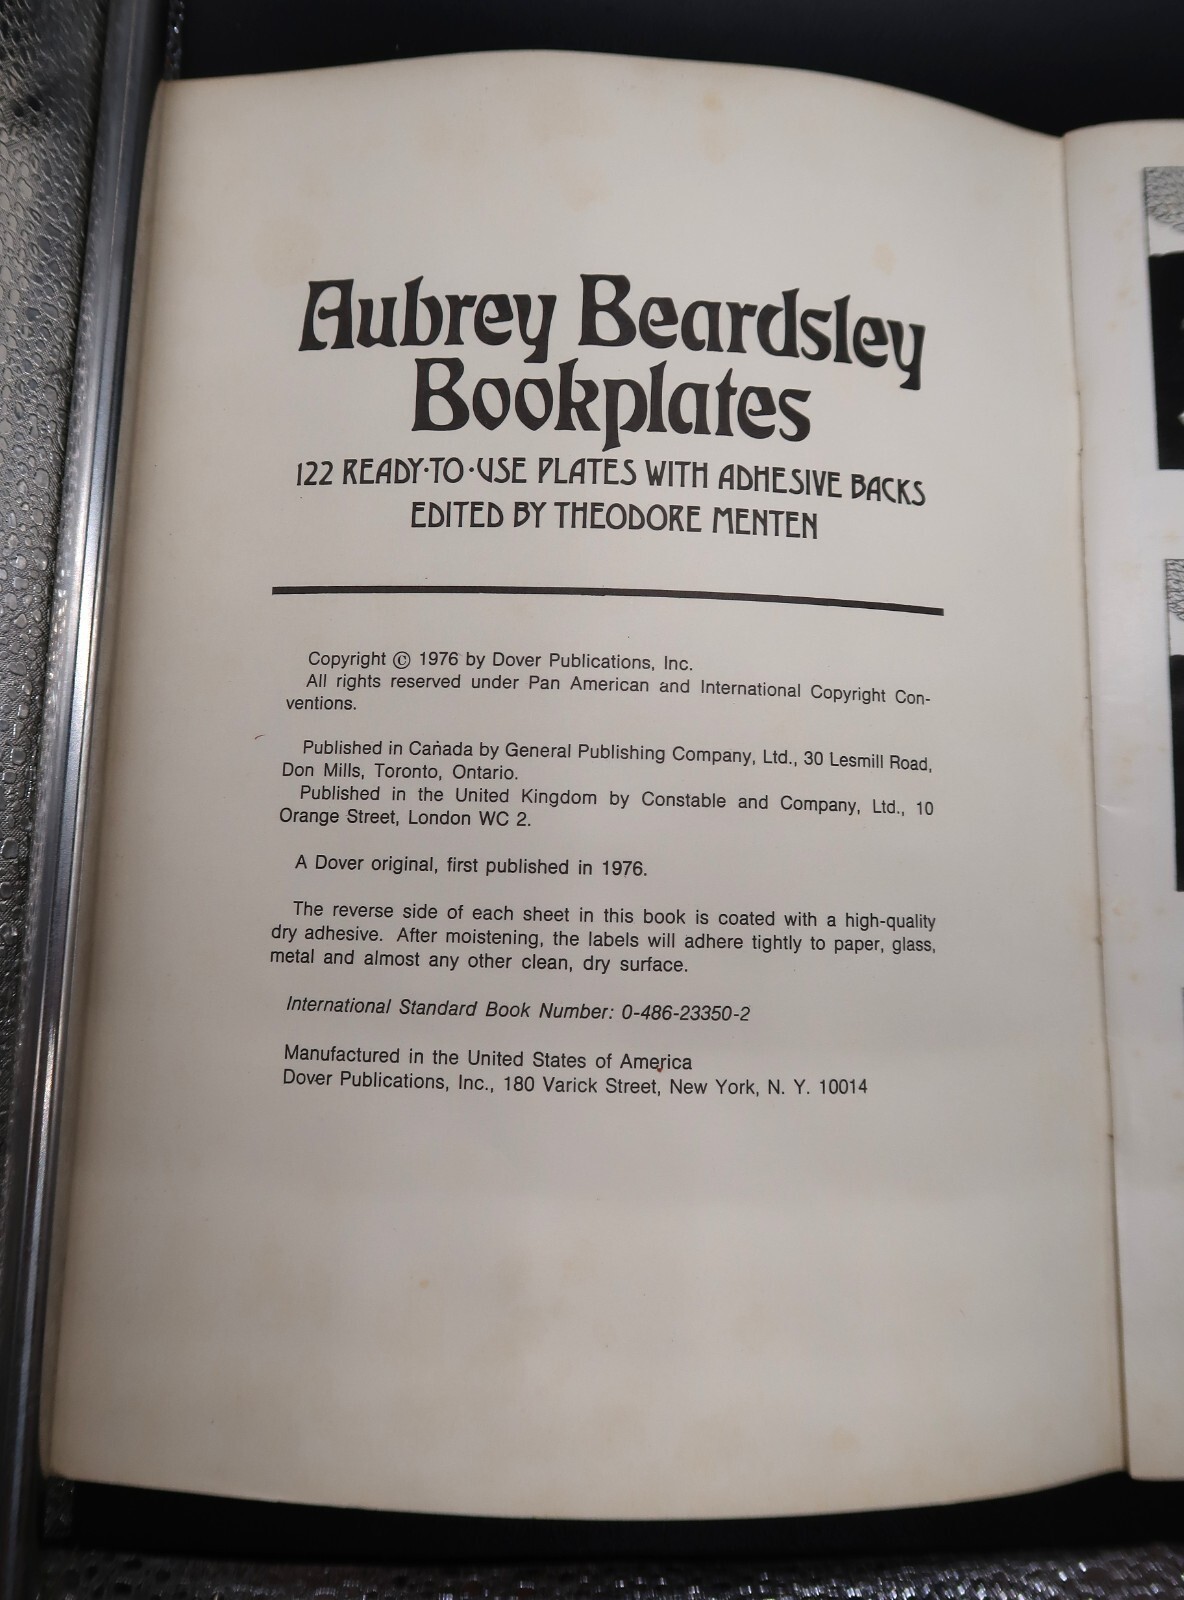 Aubrey Beardsley
Bookplates
122 READY·TO·USE PLATES WITH ADHESIVE BACKS
EDITED BY THEODORE MENTEN
Copyright © 1976 by Dover Publications, Inc.
All rights reserved under Pan American and International Copyright Con-
ventions.
Published in Canada by General Publishing Company, Ltd., 30 Lesmill Road,
Don Mills, Toronto, Ontario.
Published in the United Kingdom by Constable and Company, Ltd., 10
Orange Street, London WC 2.
A Dover original, first published in 1976.
The reverse side of each sheet in this book is coated with a high-quality
dry adhesive. After moistening, the labels will adhere tightly to paper, glass,
metal and almost any other clean, dry surface.
International Standard Book Number: 0-486-23350-2
Manufactured in the United States of America
Dover Publications, Inc., 180 Varick Street, New York, N. Y. 10014